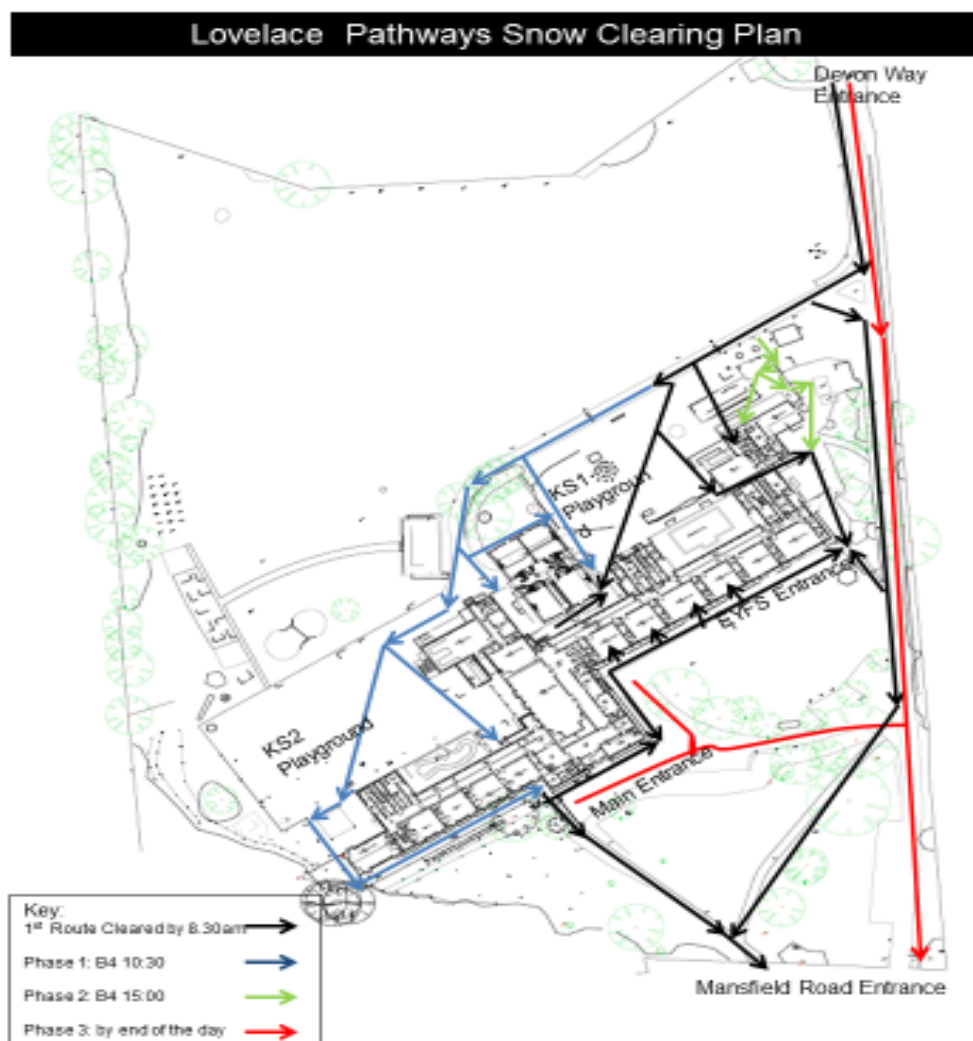 Lovelace Pathways Snow Clearing Plan
Devon Way
Entrance
KS1
Playgroun
d
EYFS Entrance
KS2
Playground
Main Entrance
Mansfield Road Entrance
Key:
1st Route Cleared by 8.30am
Phase 1: B4 10:30
Phase 2: B4 15:00
Phase 3: by end of the day